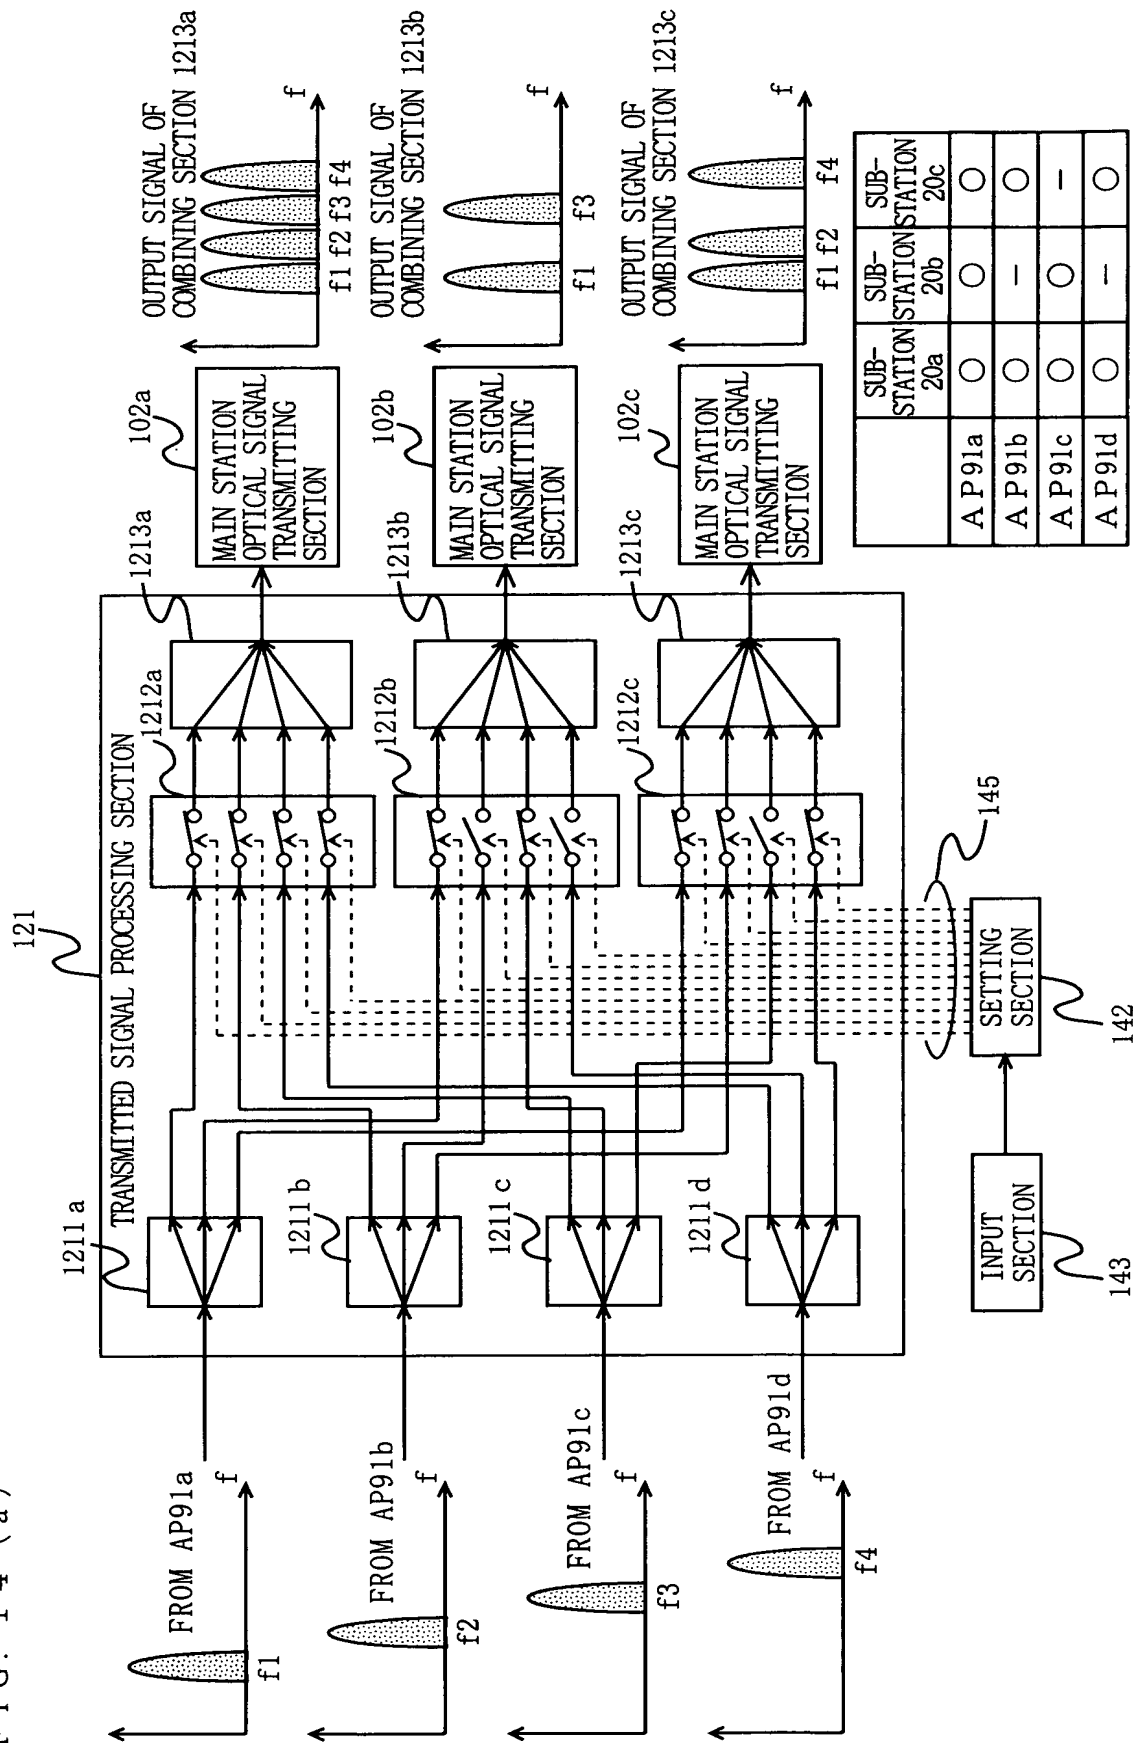 FIG. 14 (a)
121
TRANSMITTED SIGNAL PROCESSING SECTION
1211a
1211b
1211c
1211d
1212a
1212b
1212c
1213a
1213b
1213c
FROM AP91a
f
f1
FROM AP91b
f
f2
FROM AP91c
f
f3
FROM AP91d
f
f4
102a
MAIN STATION
OPTICAL SIGNAL
TRANSMITTING
SECTION
102b
MAIN STATION
OPTICAL SIGNAL
TRANSMITTING
SECTION
102c
MAIN STATION
OPTICAL SIGNAL
TRANSMITTING
SECTION
OUTPUT SIGNAL OF
COMBINING SECTION 1213a
f
f1 f2 f3 f4
OUTPUT SIGNAL OF
COMBINING SECTION 1213b
f
f1 f3
OUTPUT SIGNAL OF
COMBINING SECTION 1213c
f
f1 f2 f4
145
INPUT
SECTION
143
SETTING
SECTION
142
SUB-
STATION
20a
SUB-
STATION
20b
SUB-
STATION
20c
AP91a ○ ○ ○
AP91b ○ – ○
AP91c ○ ○ –
AP91d ○ – ○